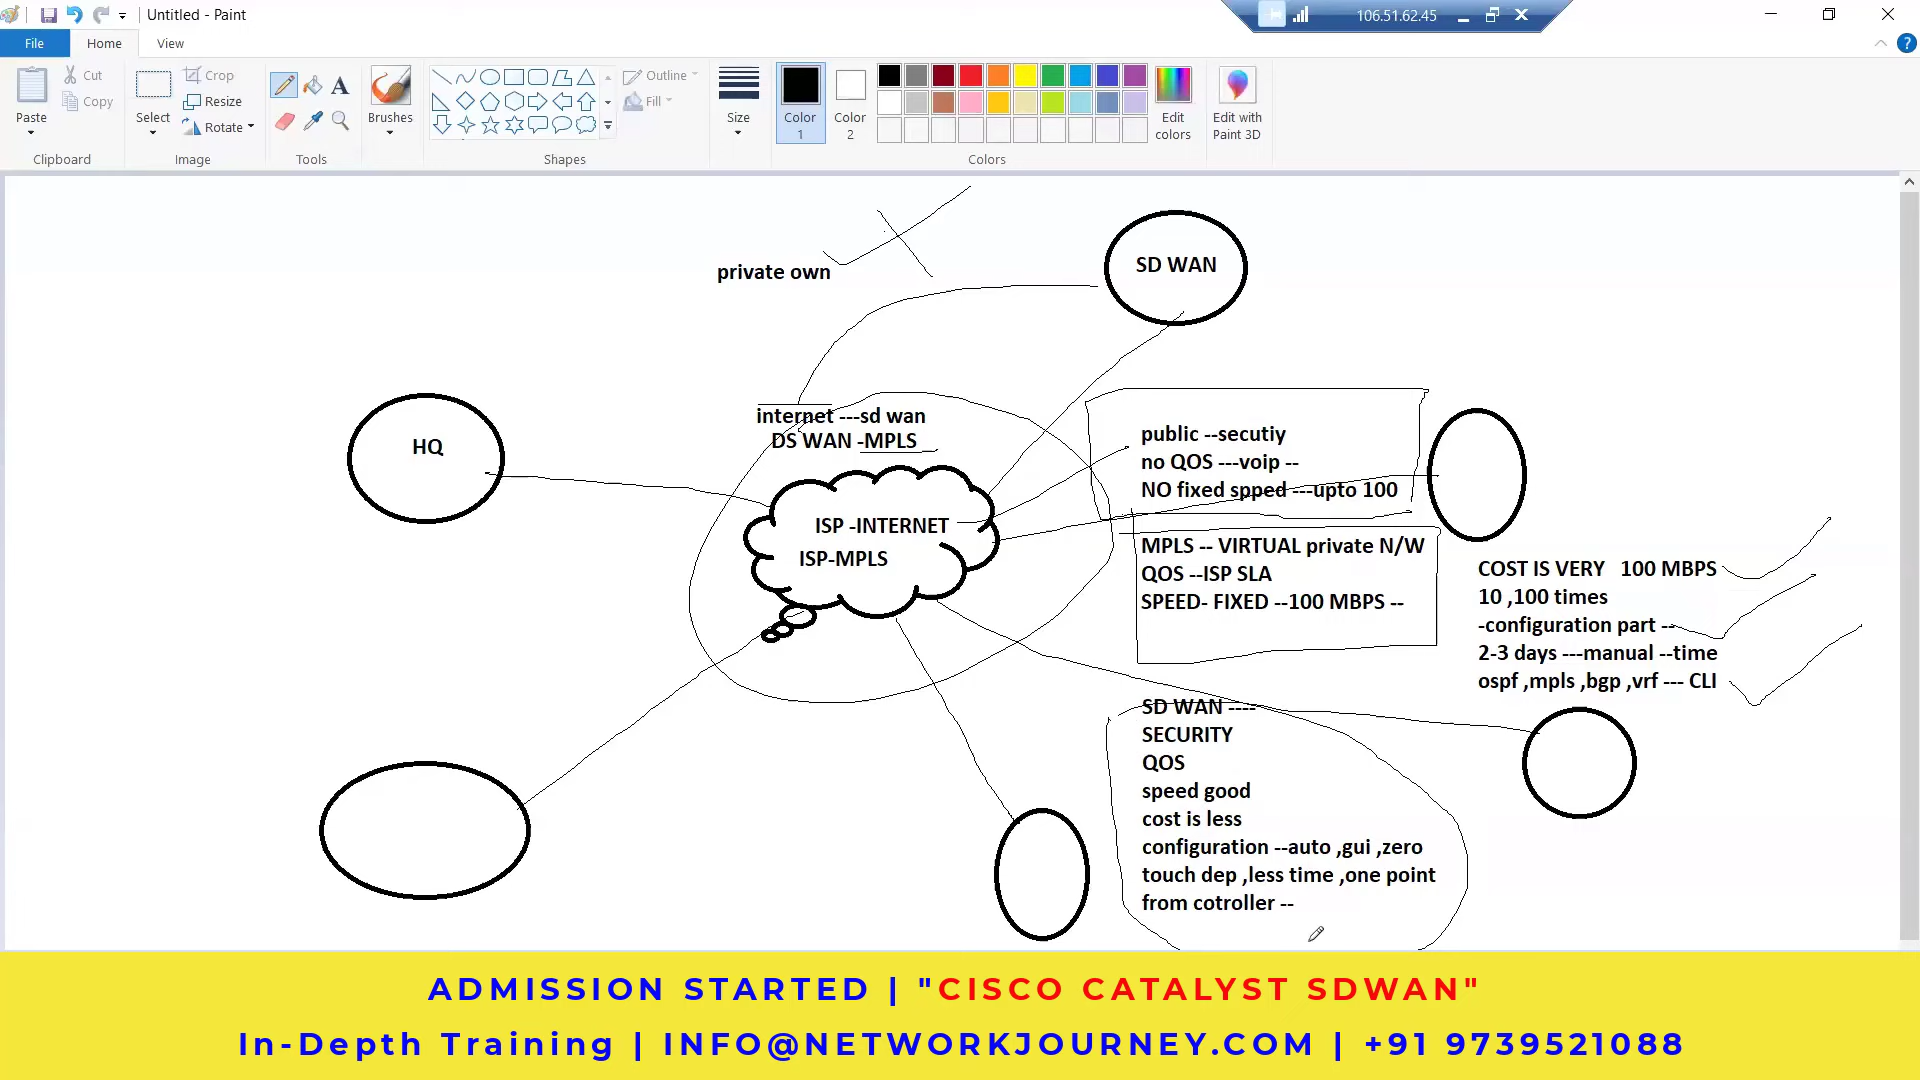 Untitled - Paint
106.51.62.45
File
Home
View
Paste
Cut
Copy
Clipboard
Select
Crop
Resize
Rotate
Image
A
Tools
Brushes
Outline
Fill
Shapes
Size
Color
1
Color
2
Edit
colors
Edit with
Paint 3D
Colors
private own
SD WAN
HQ
internet ---sd wan
DS WAN -MPLS
ISP -INTERNET
ISP-MPLS
public --secutiy
no QOS ---voip --
NO fixed spped ---upto 100
MPLS -- VIRTUAL private N/W
QOS --ISP SLA
SPEED- FIXED --100 MBPS --
COST IS VERY 100 MBPS
10 ,100 times
-configuration part --
2-3 days ---manual --time
ospf ,mpls ,bgp ,vrf --- CLI
SD WAN ----
SECURITY
QOS
speed good
cost is less
configuration --auto ,gui ,zero
touch dep ,less time ,one point
from cotroller --
ADMISSION STARTED | "CISCO CATALYST SDWAN"
In-Depth Training | INFO@NETWORKJOURNEY.COM | +91 9739521088